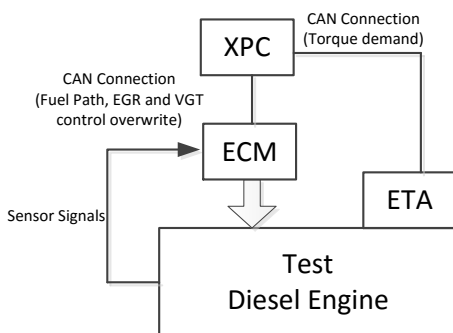 CAN Connection
(Torque demand)
XPC
CAN Connection
(Fuel Path, EGR and VGT
control overwrite)
ECM
ETA
Sensor Signals
Test
Diesel Engine